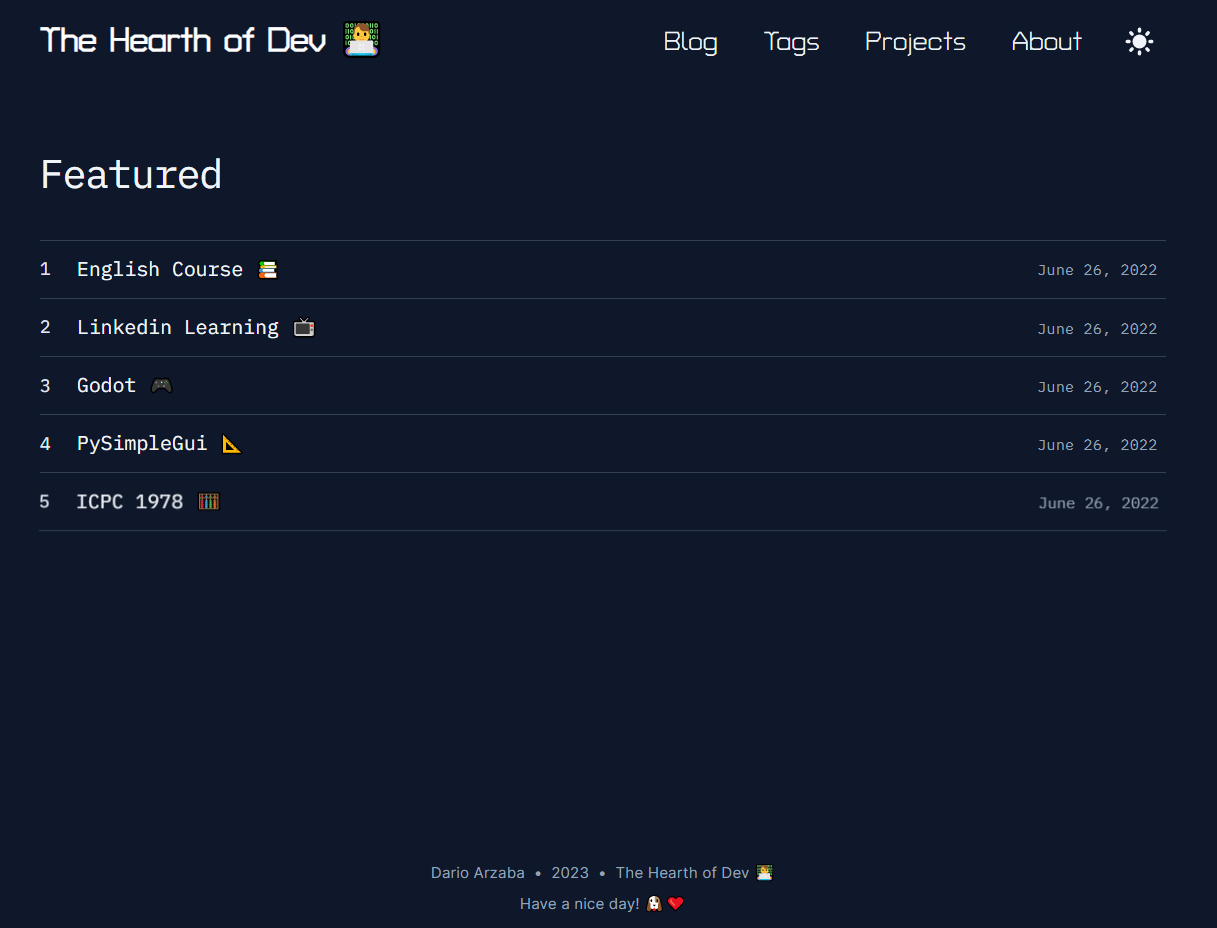 The Hearth of Dev 👨‍💻 Blog Tags Projects About
Featured
1 English Course 📚 June 26, 2022
2 Linkedin Learning 📺 June 26, 2022
3 Godot 🎮 June 26, 2022
4 PySimpleGui 📐 June 26, 2022
5 ICPC 1978 🧮 June 26, 2022
Dario Arzaba • 2023 • The Hearth of Dev 👨‍💻
Have a nice day! 🐶 ❤️